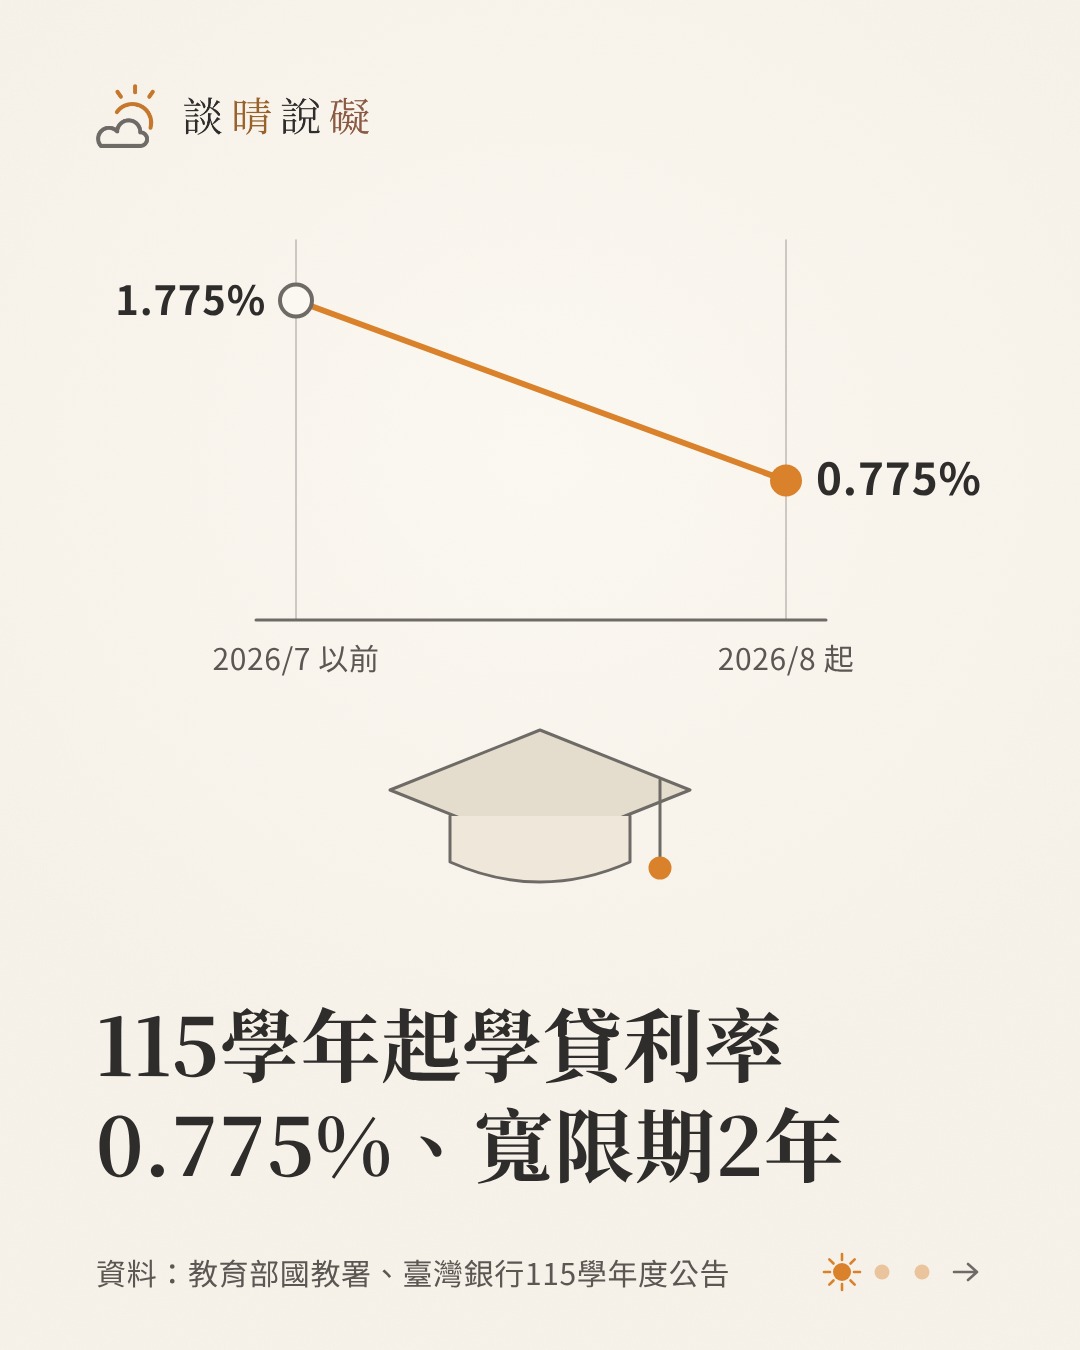 談晴說礙
1.775%
0.775%
2026/7 以前
2026/8 起
115學年起學貸利率
0.775%、寬限期2年
資料：教育部國教署、臺灣銀行115學年度公告